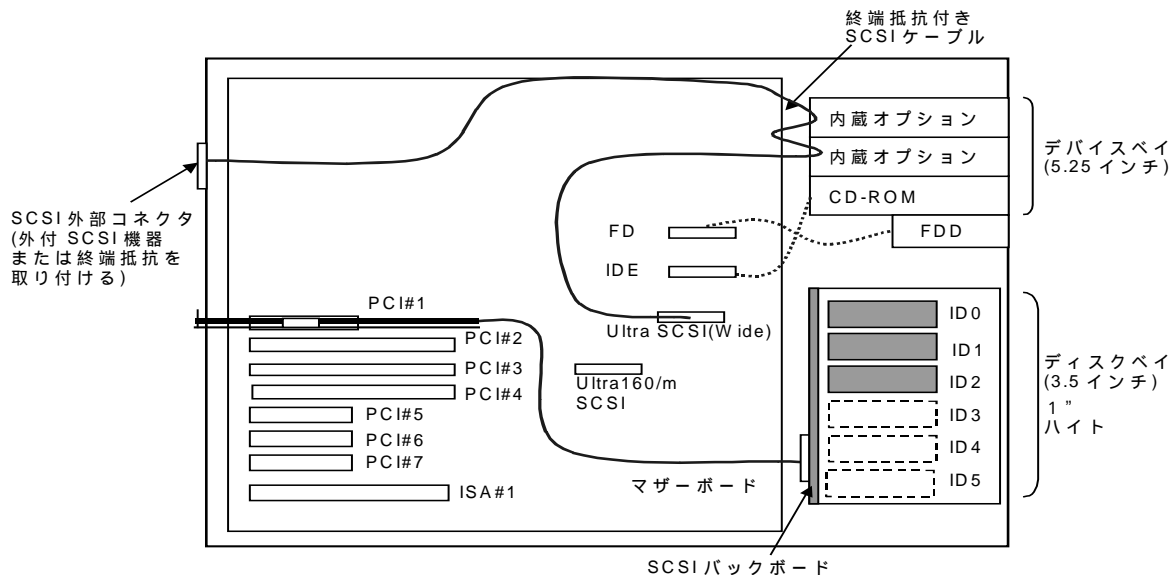 終端抵抗付き
SCSIケーブル
内蔵オプション
内蔵オプション
CD-ROM
デバイスベイ
(5.25インチ)
FDD
SCSI外部コネクタ
(外付SCSI機器
または終端抵抗を
取り付ける)
FD
IDE
PCI#1
Ultra SCSI(Wide)
PCI#2
PCI#3
PCI#4
PCI#5
PCI#6
PCI#7
ISA#1
Ultra160/m
SCSI
マザーボード
ID0
ID1
ID2
ID3
ID4
ID5
ディスクベイ
(3.5インチ)
1”
ハイト
SCSIバックボード